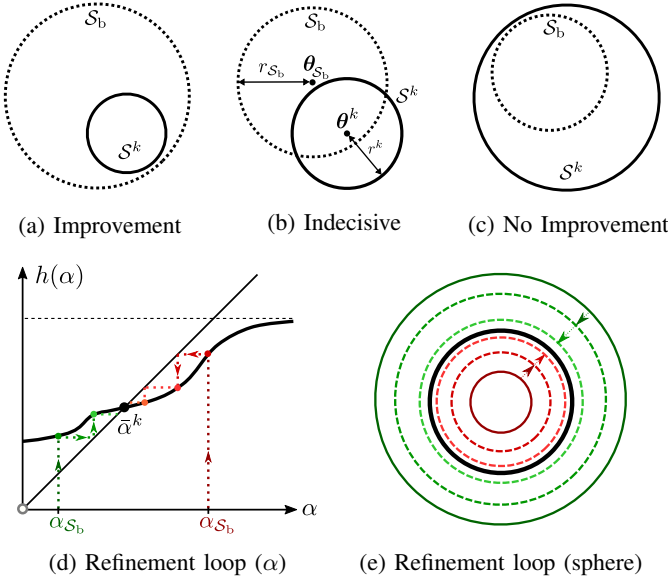 𝒮_b 𝒮_b 𝒮_b
r_{𝒮_b} θ_{𝒮_b} 𝒮^k
𝒮^k θ^k r^k 𝒮^k
(a) Improvement (b) Indecisive (c) No Improvement
h(α)
ᾱ^k
α_{𝒮_b} α_{𝒮_b} α
(d) Refinement loop (α) (e) Refinement loop (sphere)